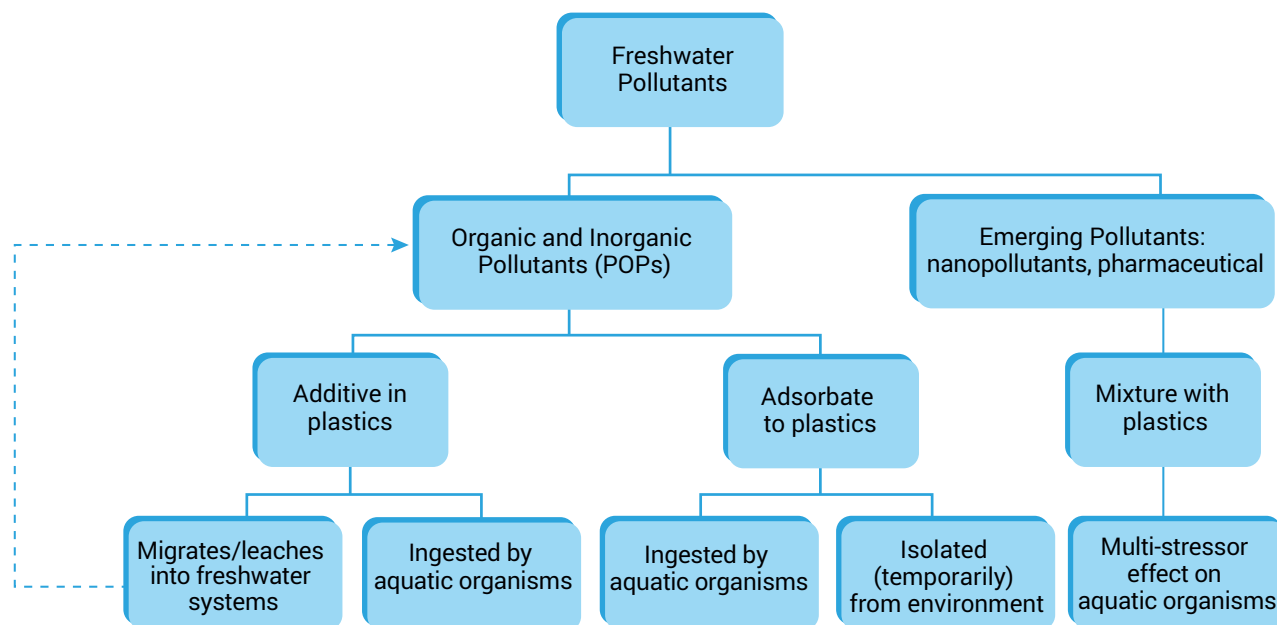 Freshwater
Pollutants
Organic and Inorganic
Pollutants (POPs)
Emerging Pollutants:
nanopollutants, pharmaceutical
Additive in
plastics
Adsorbate
to plastics
Mixture with
plastics
Migrates/leaches
into freshwater
systems
Ingested by
aquatic organisms
Ingested by
aquatic organisms
Isolated
(temporarily)
from environment
Multi-stressor
effect on
aquatic organisms